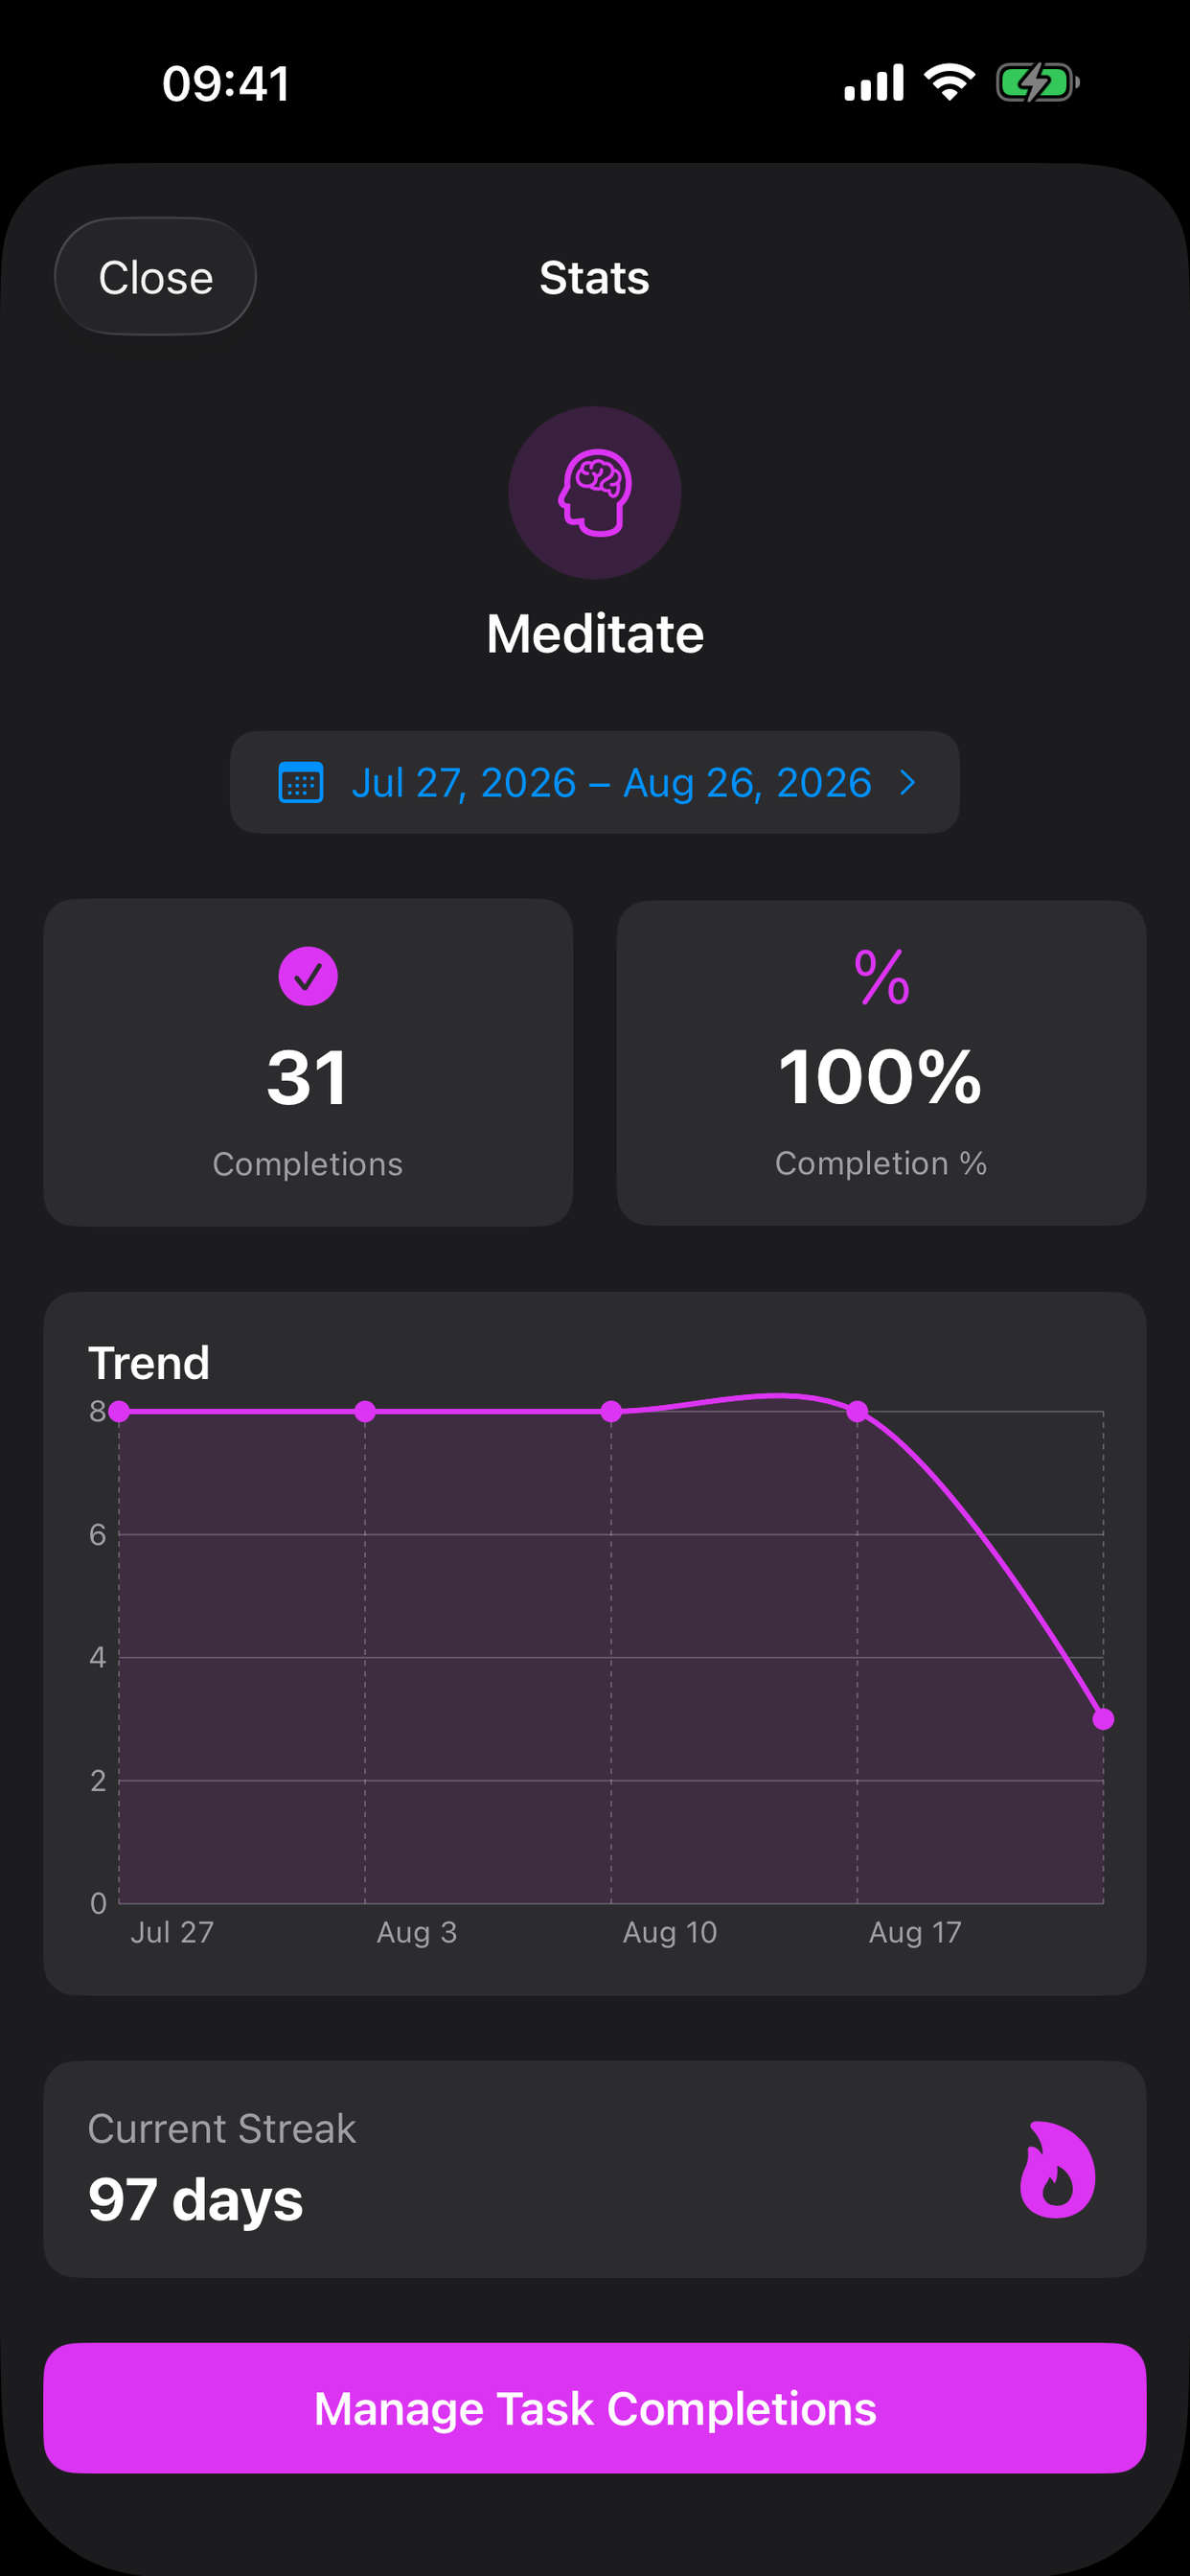 09:41
Close
Stats
Meditate
Jul 27, 2026 – Aug 26, 2026
%
31
100%
Completions
Completion %
Trend
8
6
4
2
0
Jul 27
Aug 3
Aug 10
Aug 17
Current Streak
97 days
Manage Task Completions